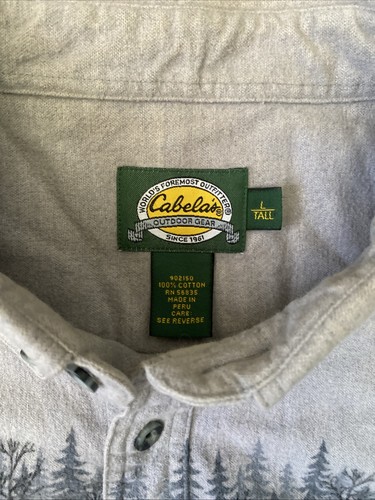 WORLD'S FOREMOST OUTFITTER®
Cabela's®
OUTDOOR GEAR
SINCE 1961
L
TALL
902150
100% COTTON
RN 56835
MADE IN
PERU
CARE:
SEE REVERSE